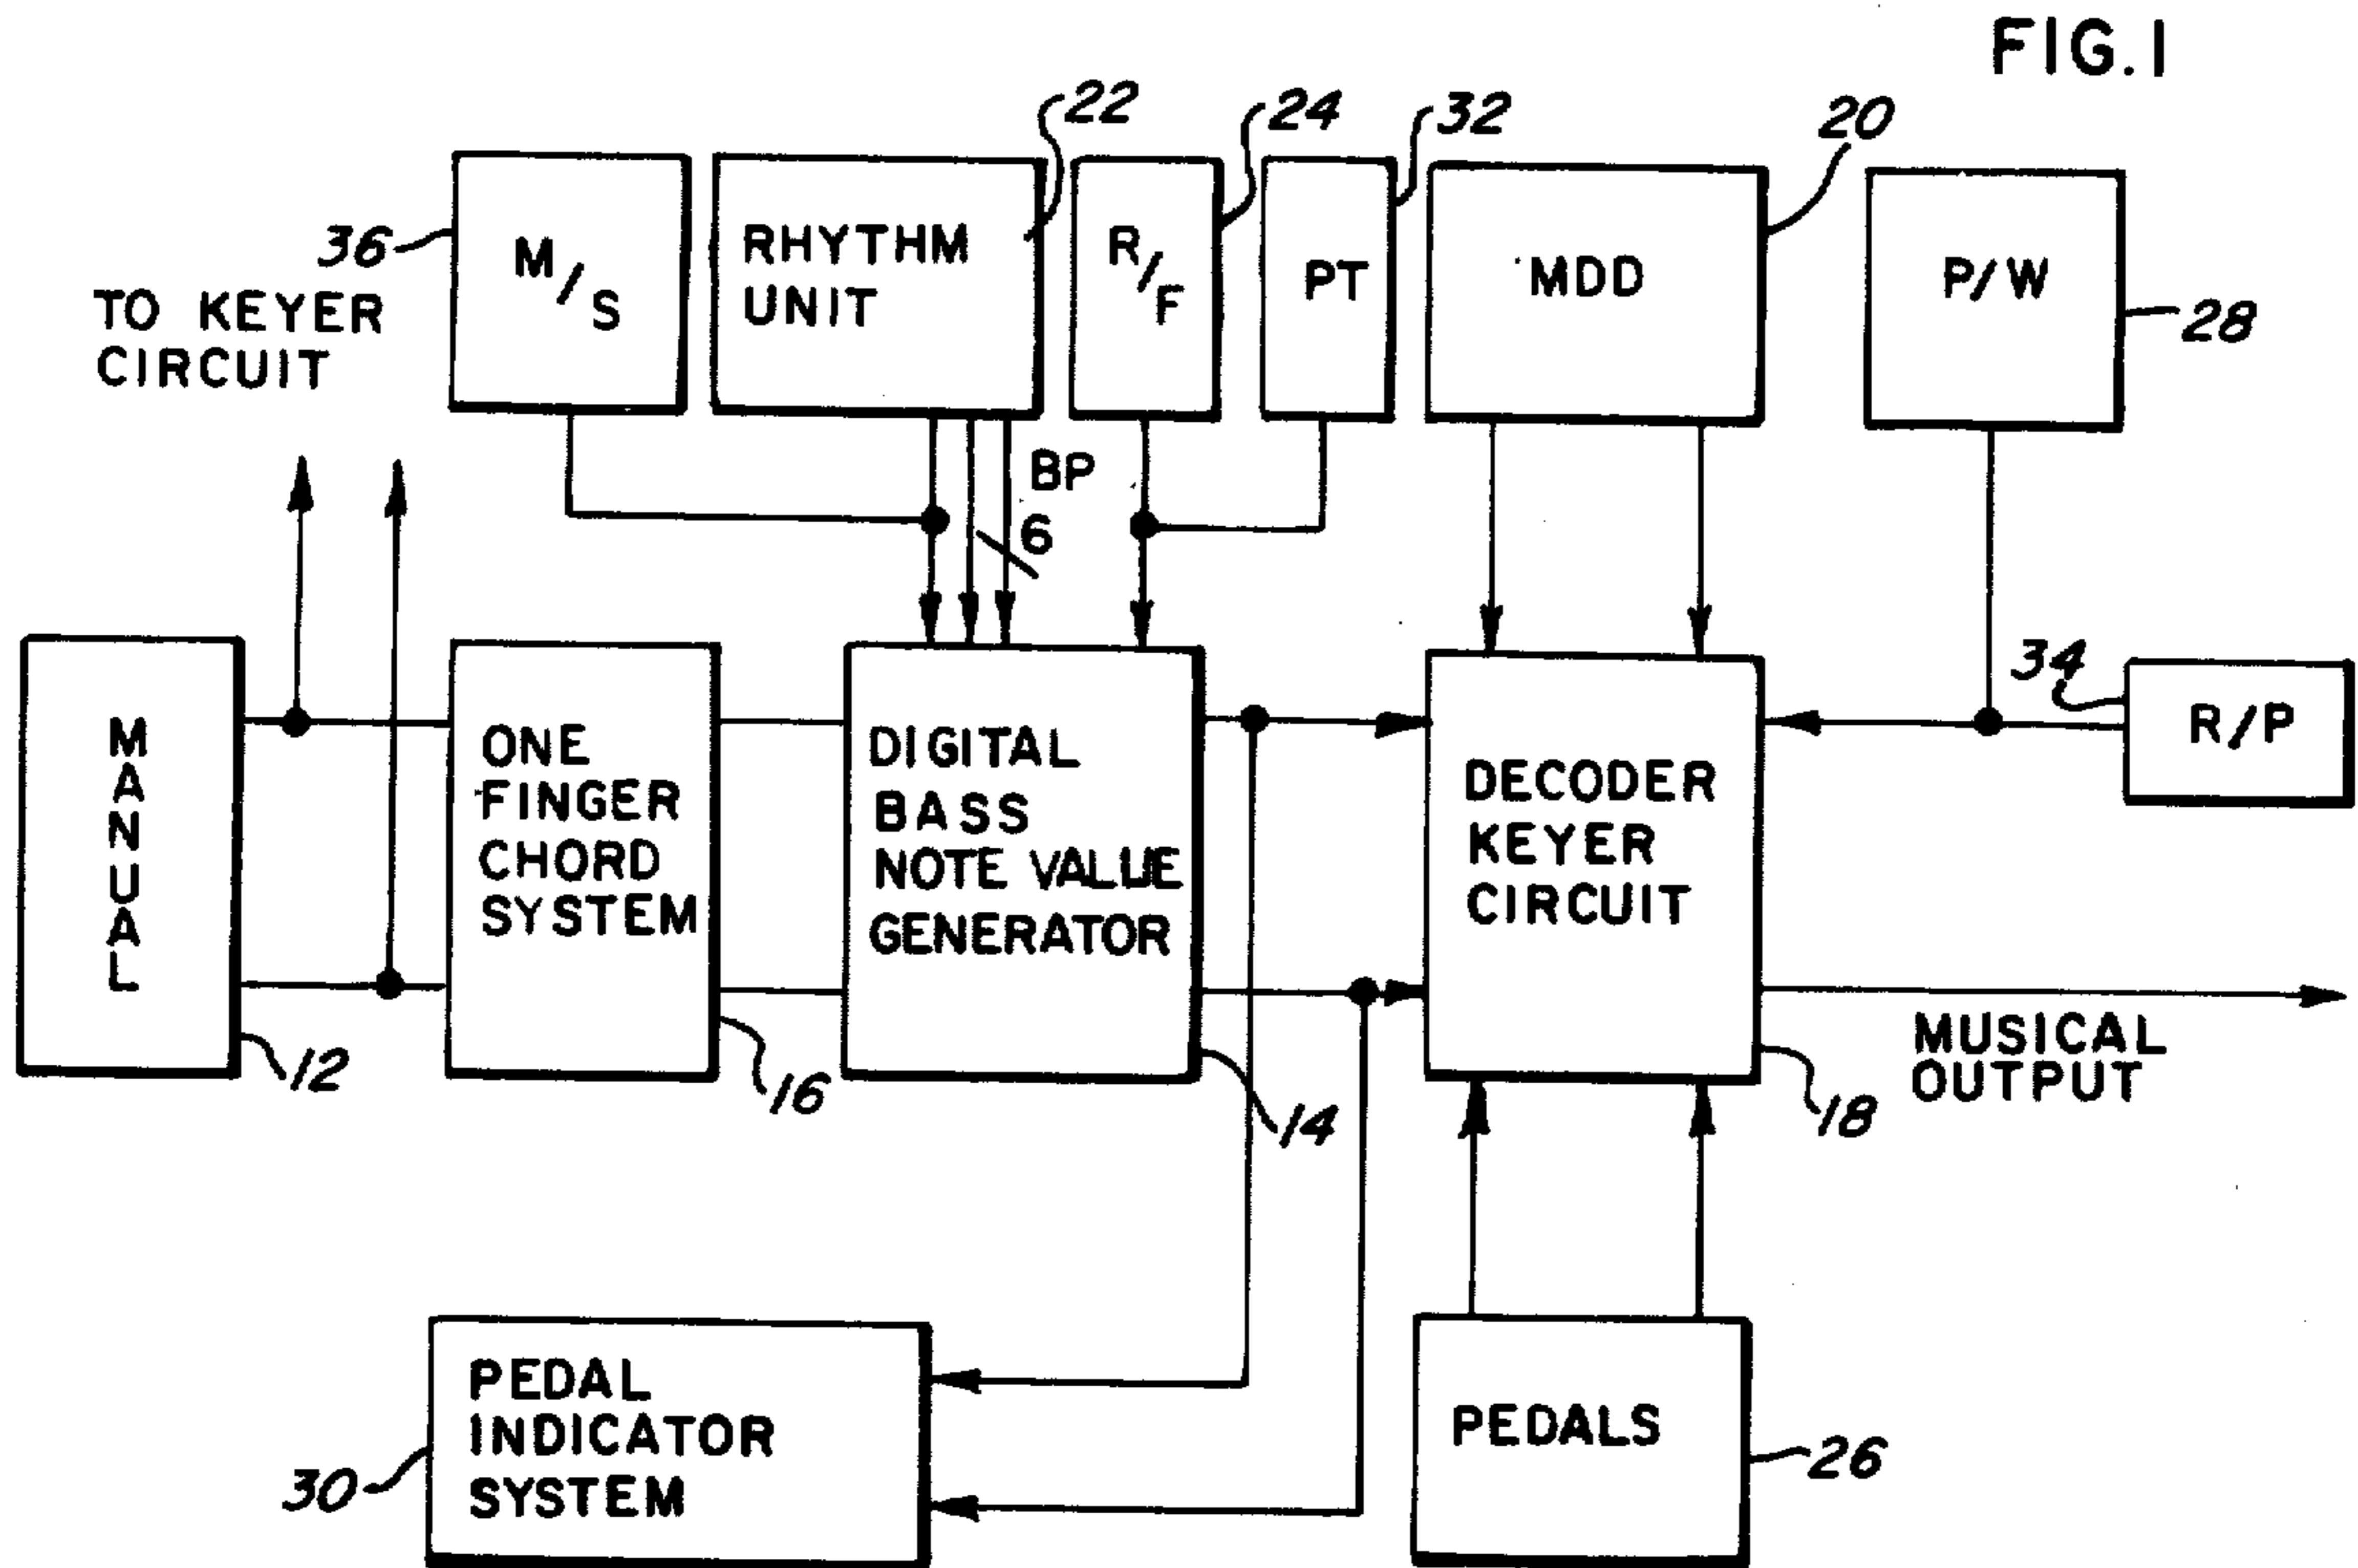 FIG.1
22
24
32
20
36
M/S
RHYTHM
UNIT
R/F
PT
MDD
P/W
28
TO KEYER
CIRCUIT
BP
6
34
R/P
MANUAL
ONE
FINGER
CHORD
SYSTEM
DIGITAL
BASS
NOTE VALUE
GENERATOR
DECODER
KEYER
CIRCUIT
12
16
14
18
MUSICAL
OUTPUT
PEDAL
INDICATOR
SYSTEM
30
PEDALS
26